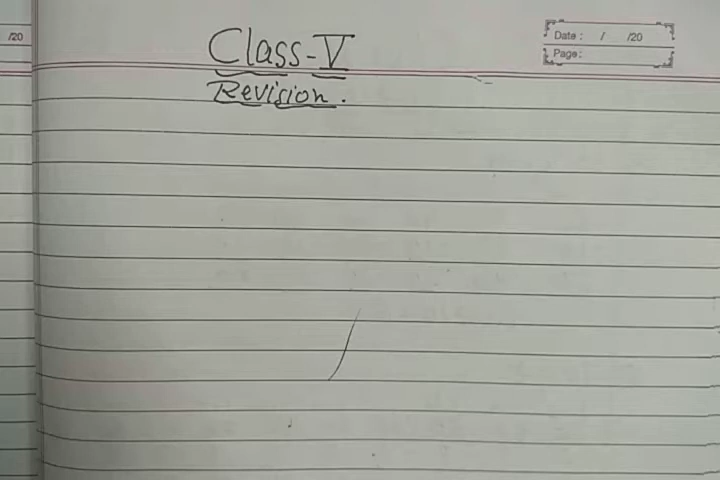 Class-V
Date : / /20
/20
Page:
Revision.